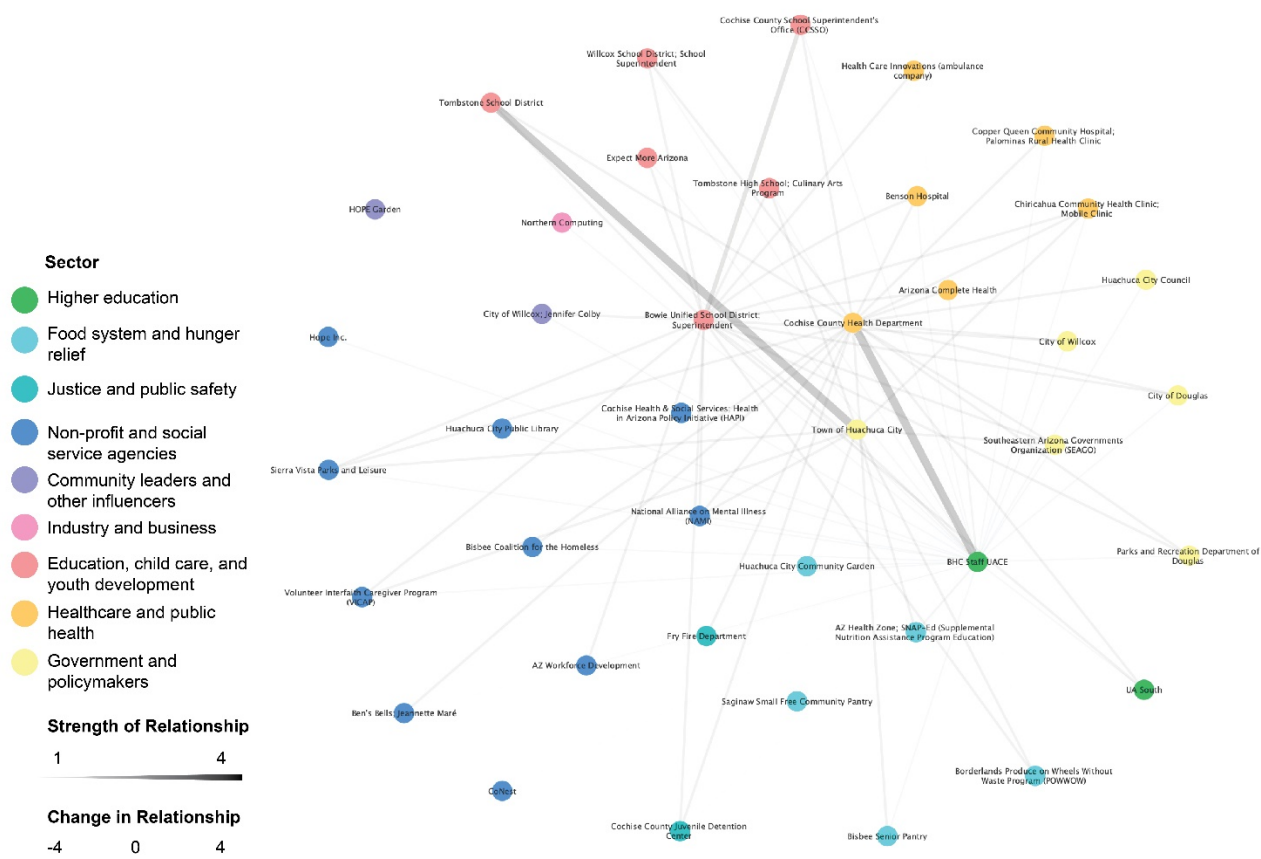 Cochise County School Superintendent's
Office (CCSSO)
Willcox School District; School
Superintendent
Health Care Innovations (ambulance
company)
Tombstone School District
Copper Queen Community Hospital;
Palominas Rural Health Clinic
Expect More Arizona
Tombstone High School; Culinary Arts
Program
Benson Hospital
Chiricahua Community Health Clinic;
Mobile Clinic
HOPE Garden
Northern Computing
Huachuca City Council
Arizona Complete Health
City of Willcox; Jennifer Colby
Bowie Unified School District;
Superintendent
Cochise County Health Department
Hope Inc.
City of Willcox
City of Douglas
Cochise Health & Social Services; Health
in Arizona Policy Initiative (HAPI)
Huachuca City Public Library
Town of Huachuca City
Southeastern Arizona Governments
Organization (SEAGO)
Sierra Vista Parks and Leisure
National Alliance on Mental Illness
(NAMI)
Bisbee Coalition for the Homeless
Huachuca City Community Garden
BHC Staff UACE
Parks and Recreation Department of
Douglas
Volunteer Interfaith Caregiver Program
(VICAP)
Fry Fire Department
AZ Health Zone; SNAP-Ed (Supplemental
Nutrition Assistance Program Education)
AZ Workforce Development
UA South
Saginaw Small Free Community Pantry
Ben's Bells; Jeannette Maré
Borderlands Produce on Wheels Without
Waste Program (POWWOW)
CoNest
Cochise County Juvenile Detention
Center
Bisbee Senior Pantry
Sector
Higher education
Food system and hunger
relief
Justice and public safety
Non-profit and social
service agencies
Community leaders and
other influencers
Industry and business
Education, child care, and
youth development
Healthcare and public
health
Government and
policymakers
Strength of Relationship
1 4
Change in Relationship
-4 0 4